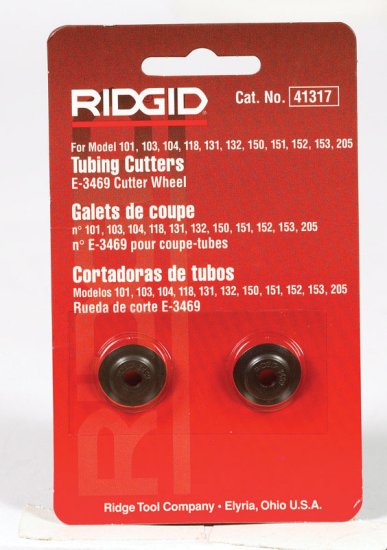 RIDGID
Cat. No. 41317
For Model 101, 103, 104, 118, 131, 132, 150, 151, 152, 153, 205
Tubing Cutters
E-3469 Cutter Wheel
Galets de coupe
n° 101, 103, 104, 118, 131, 132, 150, 151, 152, 153, 205
n° E-3469 pour coupe-tubes
Cortadoras de tubos
Modelos 101, 103, 104, 118, 131, 132, 150, 151, 152, 153, 205
Rueda de corte E-3469
Ridge Tool Company • Elyria, Ohio U.S.A.